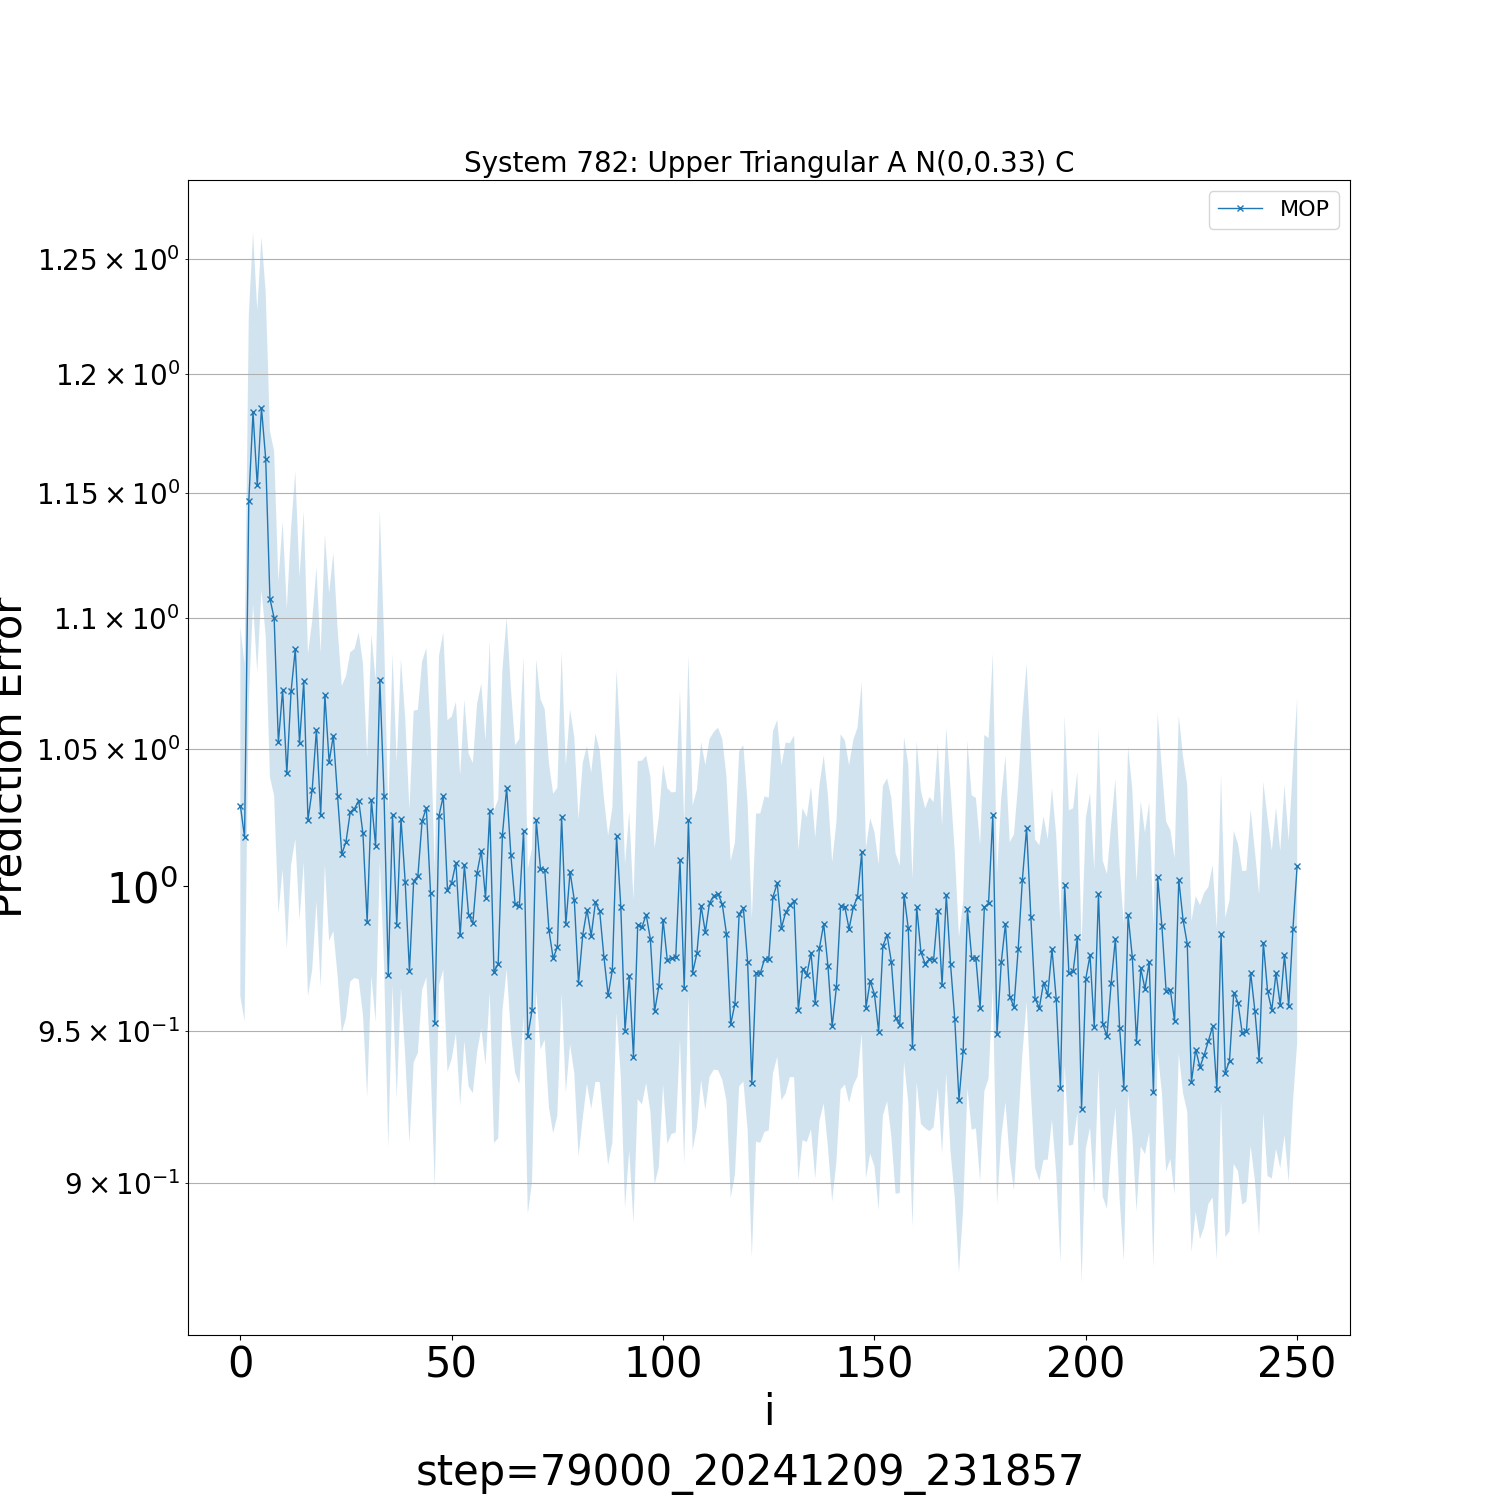 System 782: Upper Triangular A N(0,0.33) C
MOP
1.25 × 10⁰
1.2 × 10⁰
1.15 × 10⁰
1.1 × 10⁰
1.05 × 10⁰
10⁰
9.5 × 10⁻¹
9 × 10⁻¹
Prediction Error
0 50 100 150 200 250
i
step=79000_20241209_231857